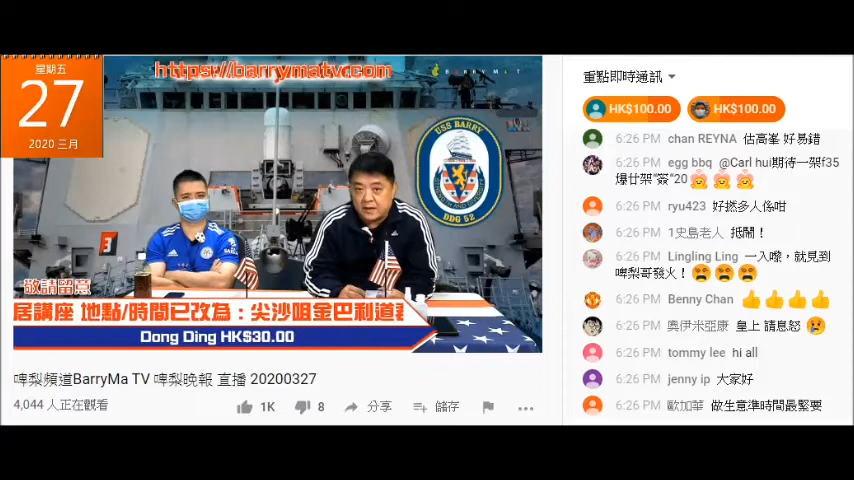 星期五
27
2020 三月
https://barrymatv.com
BARRYMAT
USS BARRY
DDG 52
3
敬請留意
居講座 地點/時間已改為：尖沙咀金巴利道
Dong Ding HK$30.00
啤梨頻道BarryMa TV 啤梨晚報 直播 20200327
4,044 人正在觀看
1K
8
分享
儲存
重點即時通訊
HK$100.00
HK$100.00
6:26 PM chan REYNA 估高峯 好易錯
6:26 PM egg bbq @Carl hui期待一架f35
爆廿架“簽“20
6:26 PM ryu423 好撚多人係咁
6:26 PM 1史島老人 抵鬧！
6:26 PM Lingling Ling 一入嚟，就見到
啤梨哥發火！
6:26 PM Benny Chan
6:26 PM 奧伊米亞康 皇上 請息怒
6:26 PM tommy lee hi all
6:26 PM jenny ip 大家好
6:26 PM 歐加華 做生意準時間最緊要